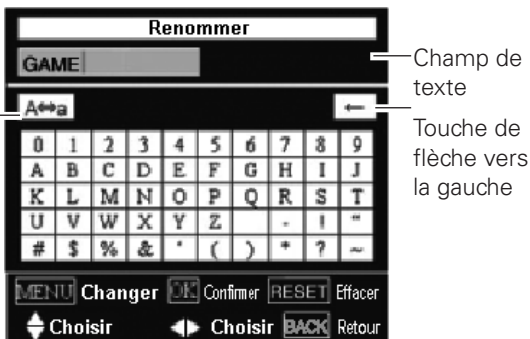 Renommer
GAME
Champ de
texte
A⇔a ←
Touche de
flèche vers
la gauche
0 1 2 3 4 5 6 7 8 9
A B C D E F G H I J
K L M N O P Q R S T
U V W X Y Z - !
# $ % & ( ) * ? ~
MENU Changer OK Confirmer RESET Effacer
Choisir Choisir BACK Retour